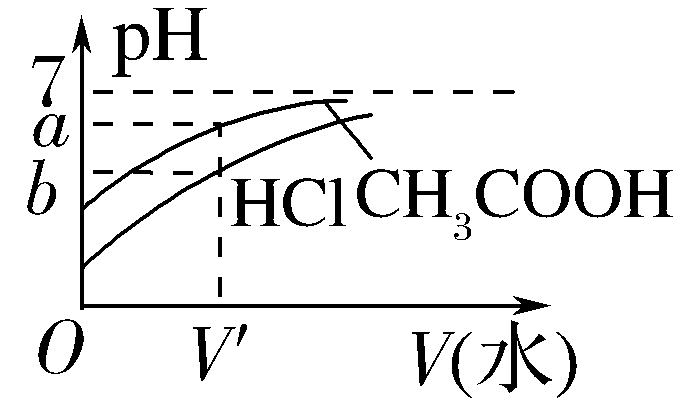 pH
7
a
b
HCl CH₃COOH
O V′ V(水)